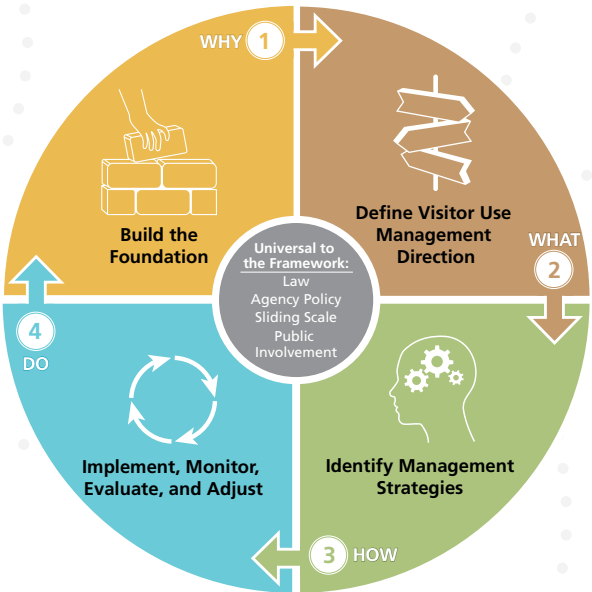 WHY 1
Build the
Foundation
Define Visitor Use
Management
Direction
WHAT
2
Universal to
the Framework:
Law
Agency Policy
Sliding Scale
Public
Involvement
Identify Management
Strategies
3 HOW
Implement, Monitor,
Evaluate, and Adjust
4
DO